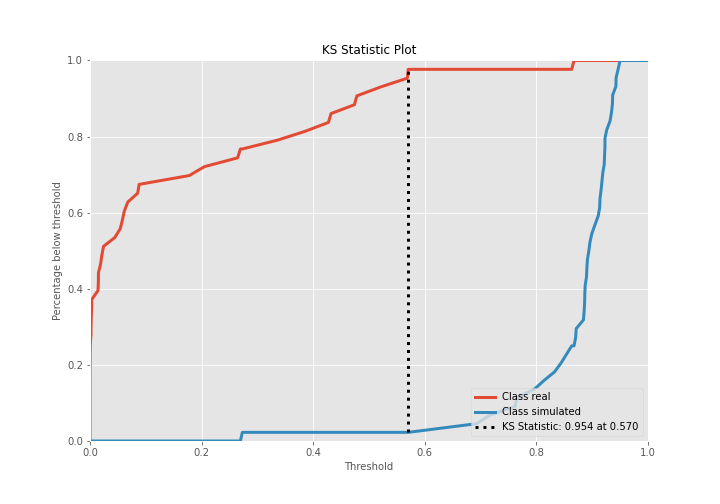 KS Statistic Plot
1.0
0.8
0.6
0.4
0.2
0.0
Percentage below threshold
0.0 0.2 0.4 0.6 0.8 1.0
Threshold
Class real
Class simulated
KS Statistic: 0.954 at 0.570